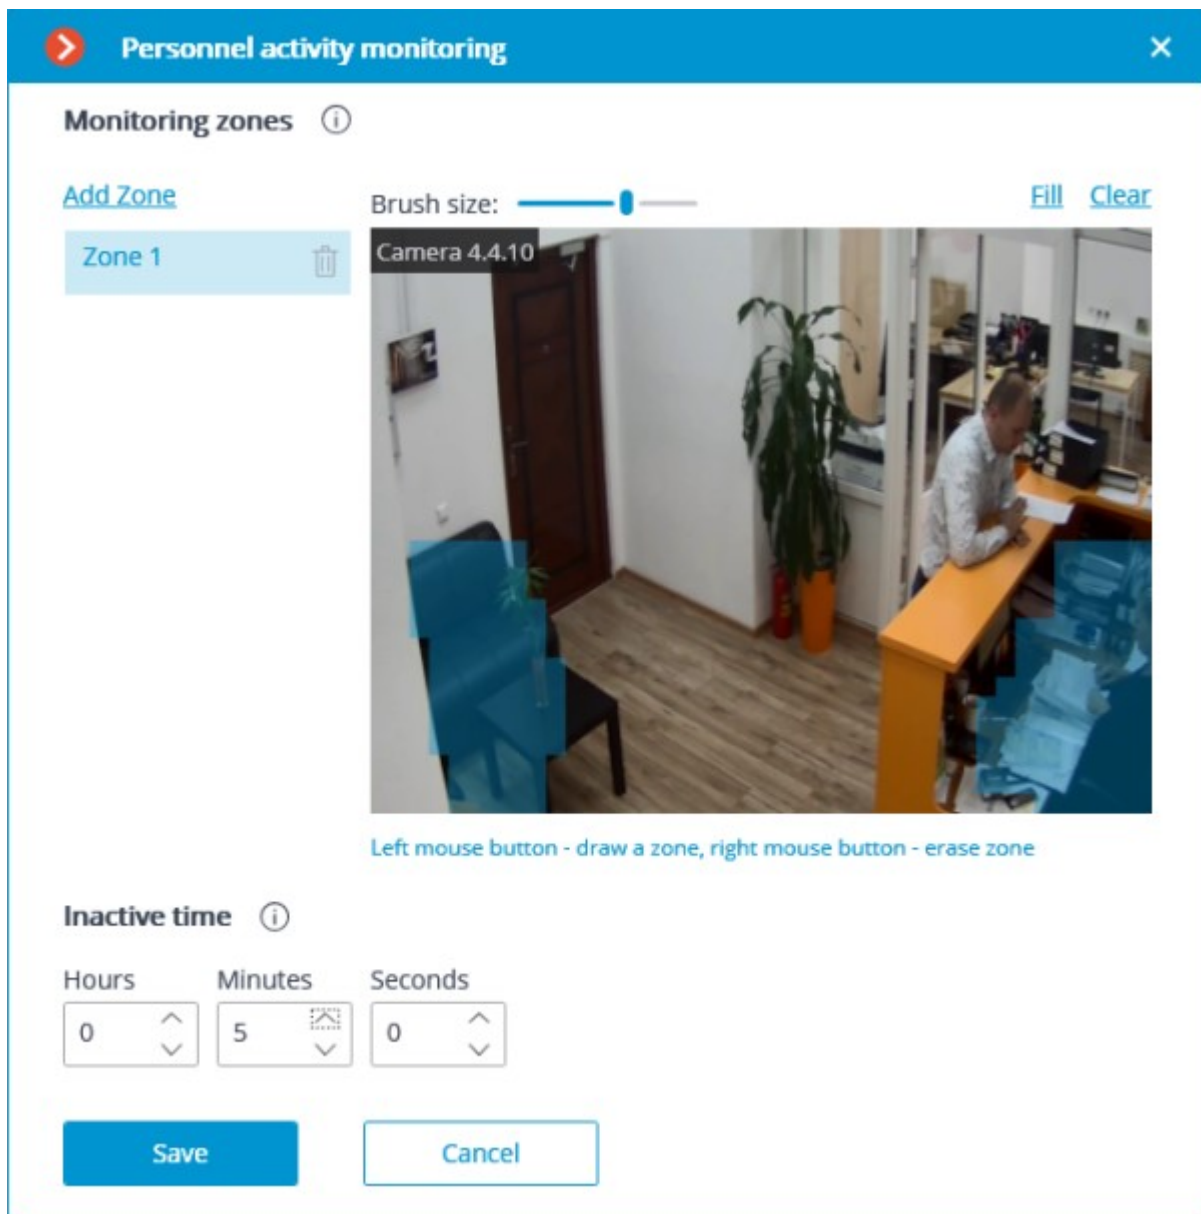 Personnel activity monitoring
Monitoring zones
Add Zone
Brush size:
Fill Clear
Zone 1
Camera 4.4.10
Left mouse button - draw a zone, right mouse button - erase zone
Inactive time
Hours Minutes Seconds
0 5 0
Save Cancel